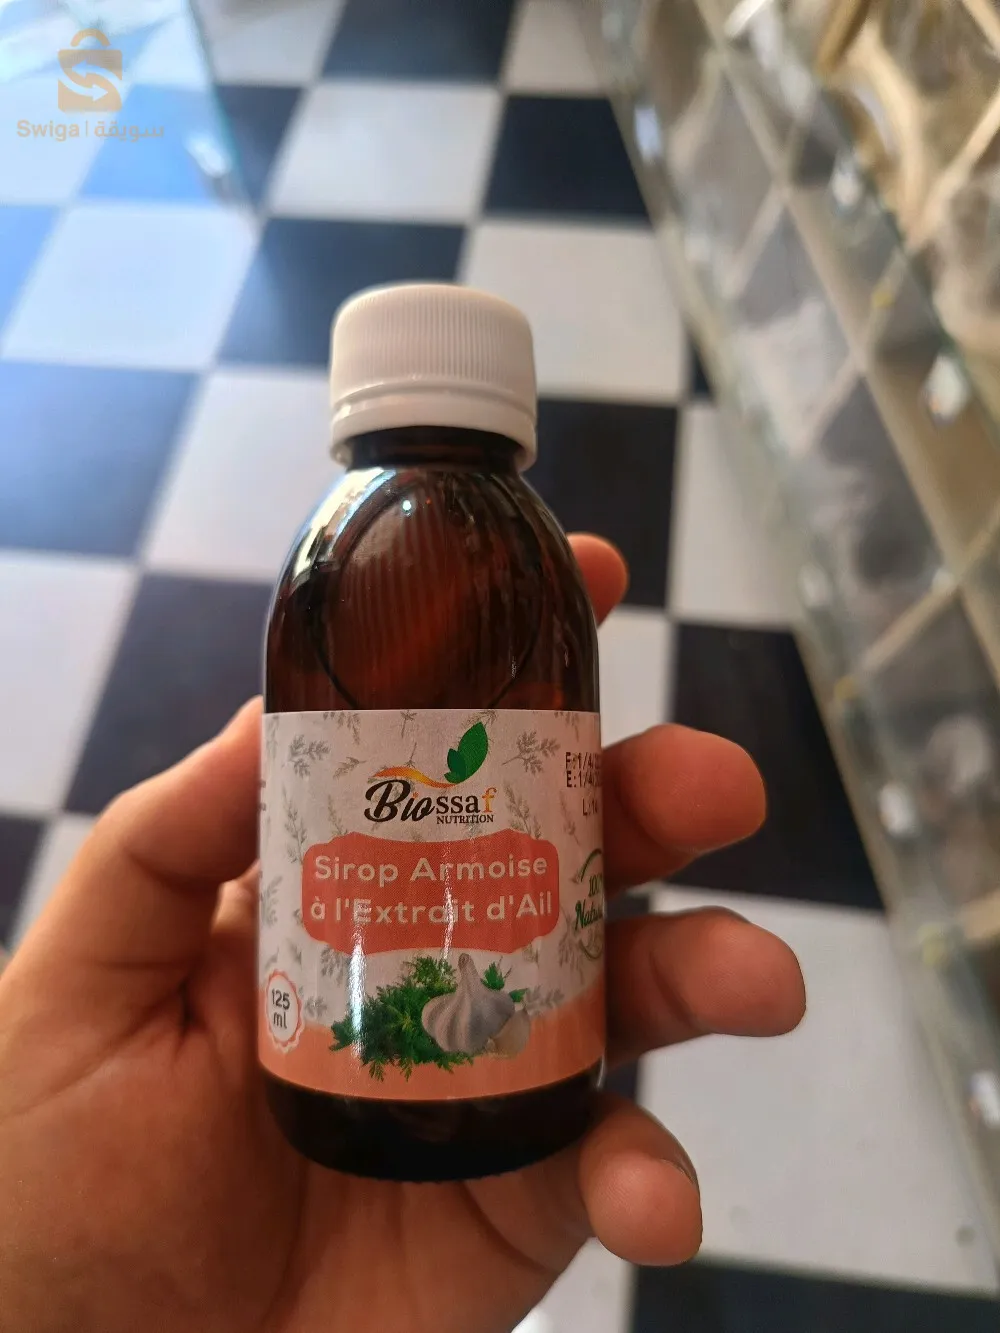 Swiga | سويقة
Biossaf
NUTRITION
Sirop Armoise
à l'Extrait d'Ail
125
ml